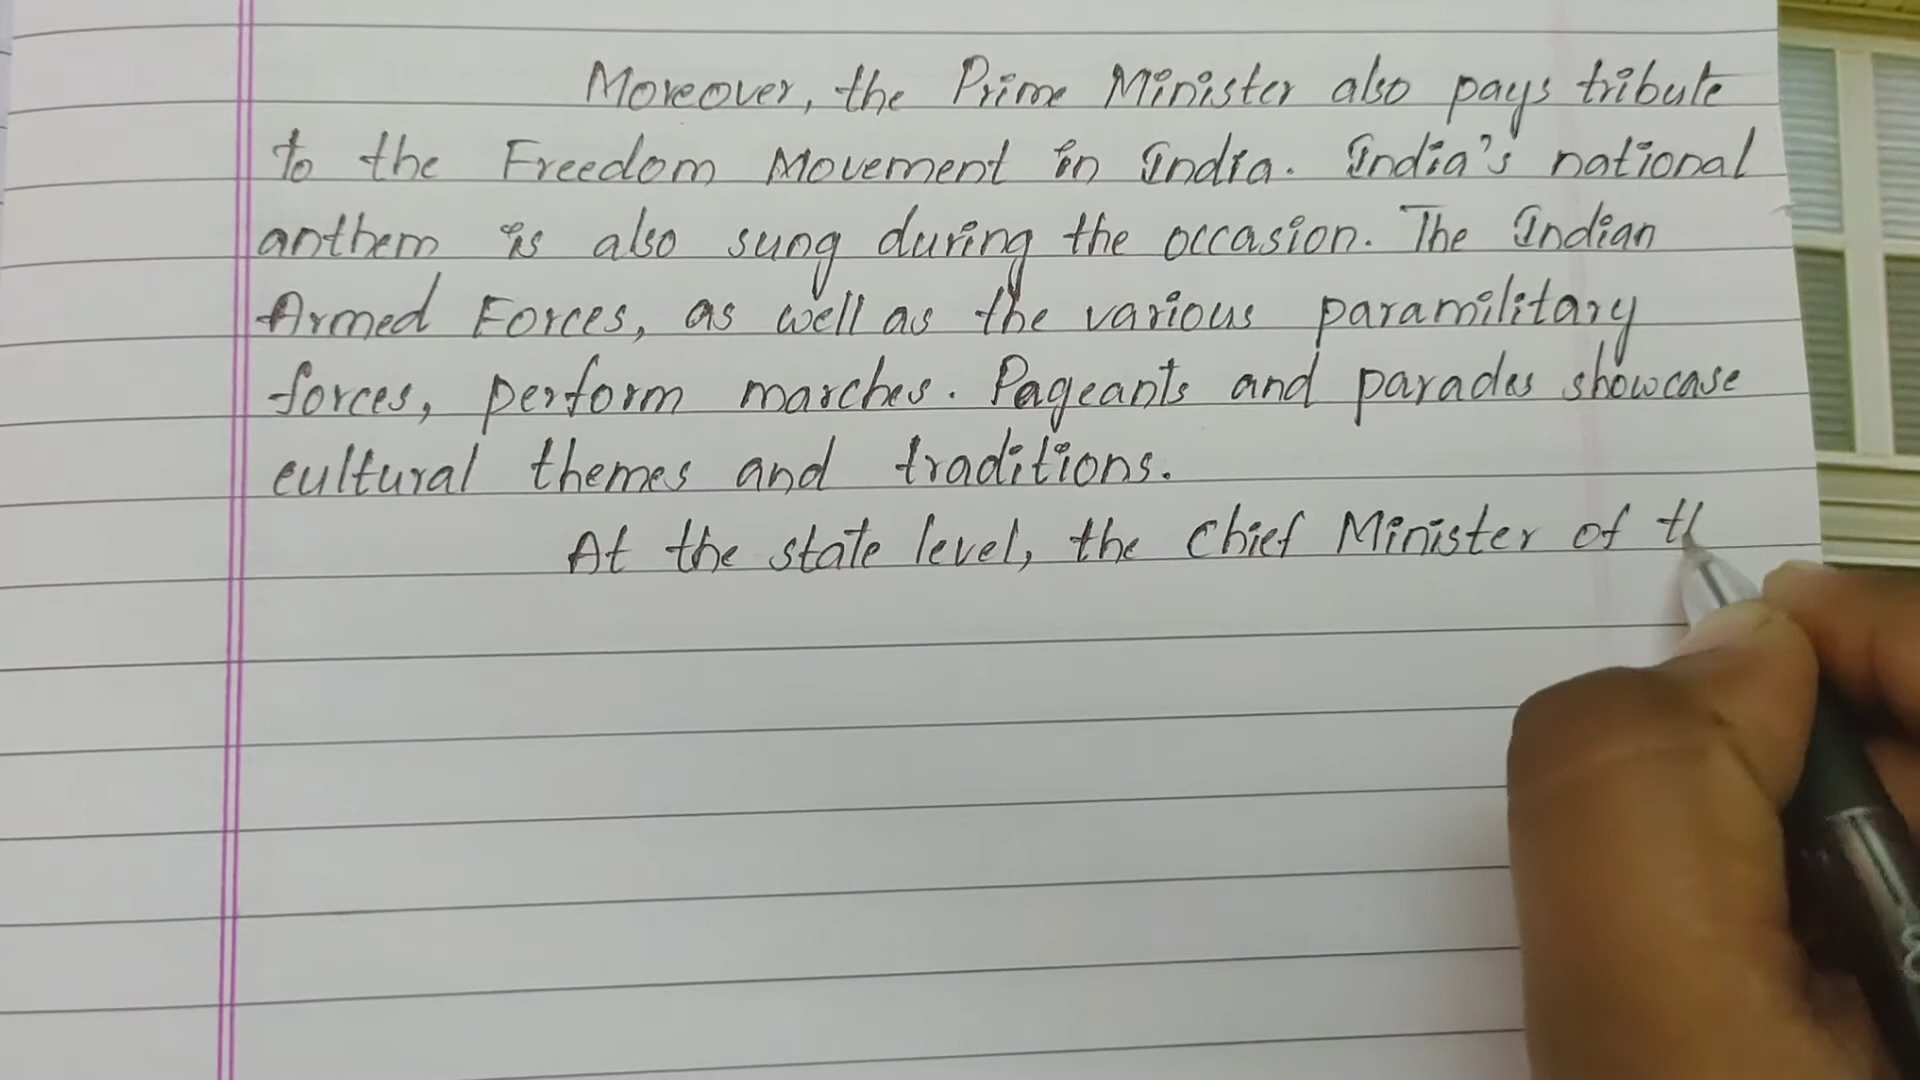 Moreover, the Prime Minister also pays tribute
to the Freedom Movement in India. India's national
anthem is also sung during the occasion. The Indian
Armed Forces, as well as the various paramilitary
forces, perform marches. Pageants and parades showcase
cultural themes and traditions.
At the state level, the Chief Minister of th